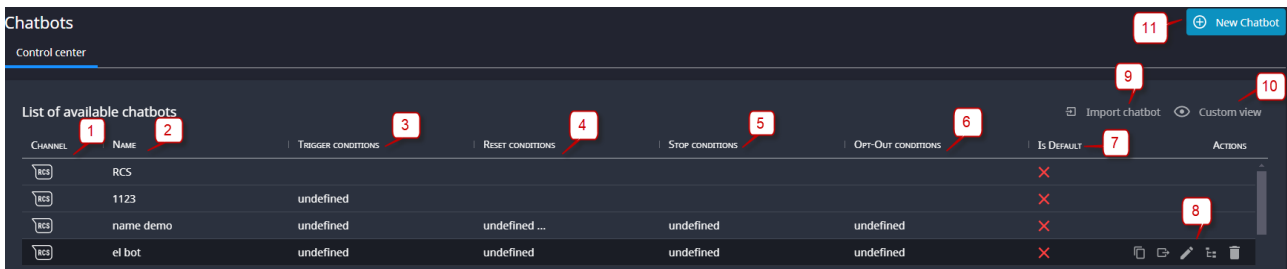 Chatbots
11
New Chatbot
Control center
9
10
List of available chatbots
Import chatbot
Custom view
1
2
3
4
5
6
7
Channel
Name
Trigger conditions
Reset conditions
Stop conditions
Opt-Out conditions
Is Default
Actions
RCS RCS
RCS 1123 undefined
RCS name demo undefined undefined ... undefined undefined
8
RCS el bot undefined undefined undefined undefined